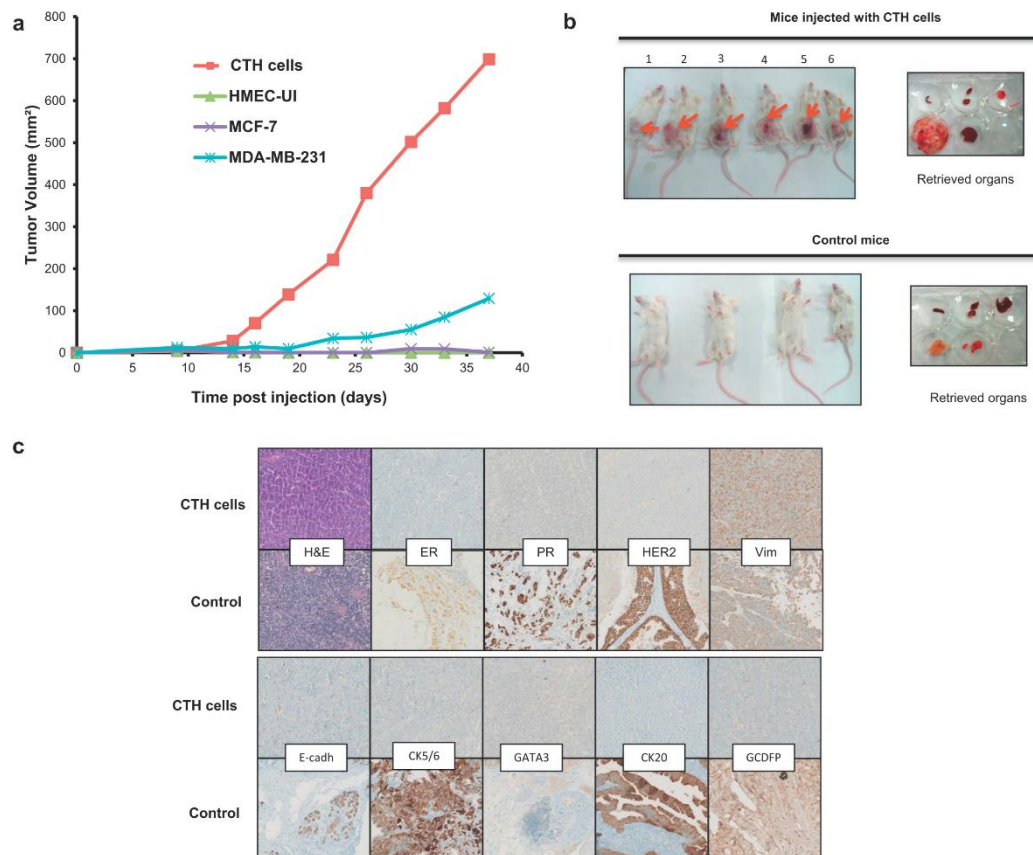 a
800
700
600
500
400
300
200
100
0
Tumor Volume (mm²)
CTH cells
HMEC-UI
MCF-7
MDA-MB-231
0 5 10 15 20 25 30 35 40
Time post injection (days)
b
Mice injected with CTH cells
1 2 3 4 5 6
Retrieved organs
Control mice
Retrieved organs
c
CTH cells
H&E ER PR HER2 Vim
Control
CTH cells
E-cadh CK5/6 GATA3 CK20 GCDFP
Control